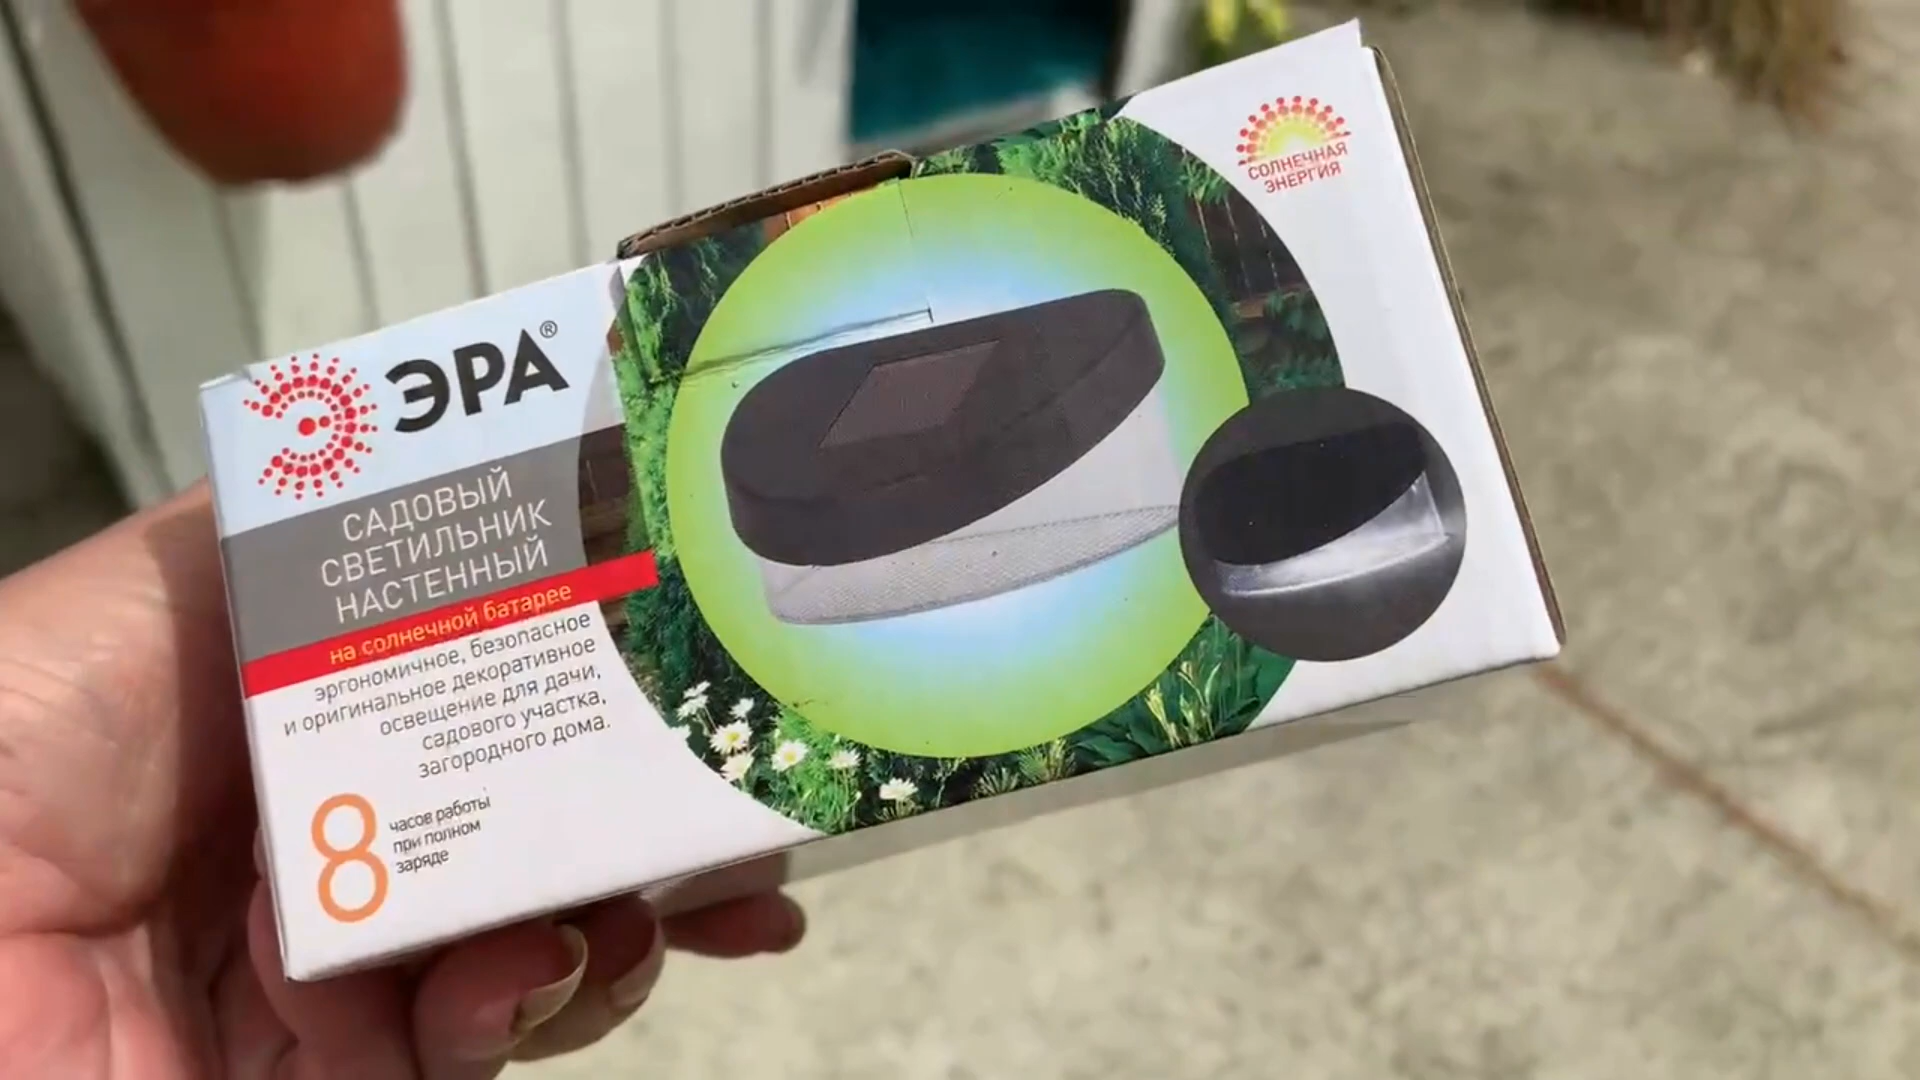 ЭРА®
САДОВЫЙ
СВЕТИЛЬНИК
НАСТЕННЫЙ
на солнечной батарее
эргономичное, безопасное
и оригинальное декоративное
освещение для дачи,
садового участка,
загородного дома.
8
часов работы
при полном
заряде
СОЛНЕЧНАЯ
ЭНЕРГИЯ